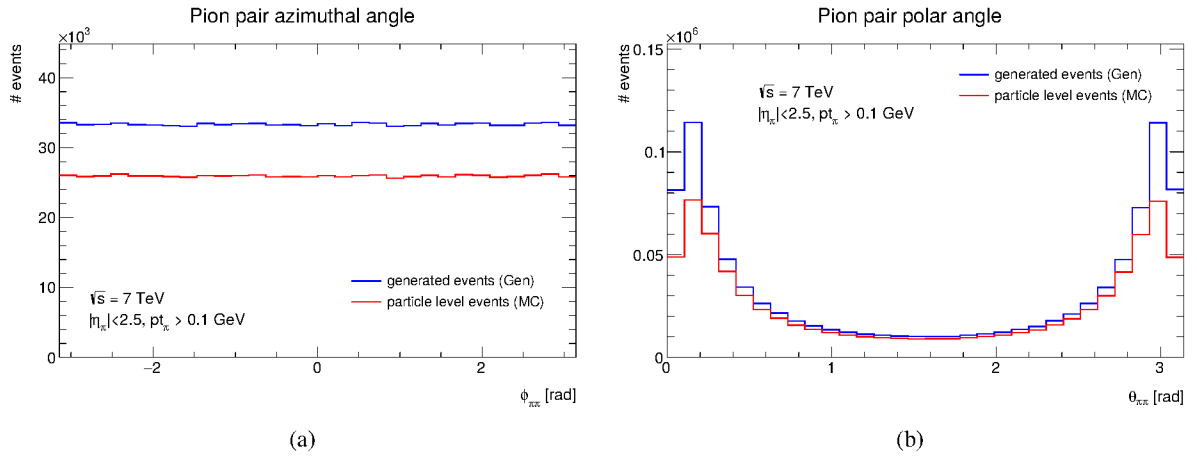 Pion pair azimuthal angle
×10³
# events
40
30
20
10
0
−2
0
2
generated events (Gen)
particle level events (MC)
√s = 7 TeV
|η_π|<2.5, pt_π > 0.1 GeV
ϕ_ππ [rad]
(a)
Pion pair polar angle
×10⁶
# events
0.15
0.1
0.05
0
1
2
3
generated events (Gen)
particle level events (MC)
√s = 7 TeV
|η_π|<2.5, pt_π > 0.1 GeV
θ_ππ [rad]
(b)